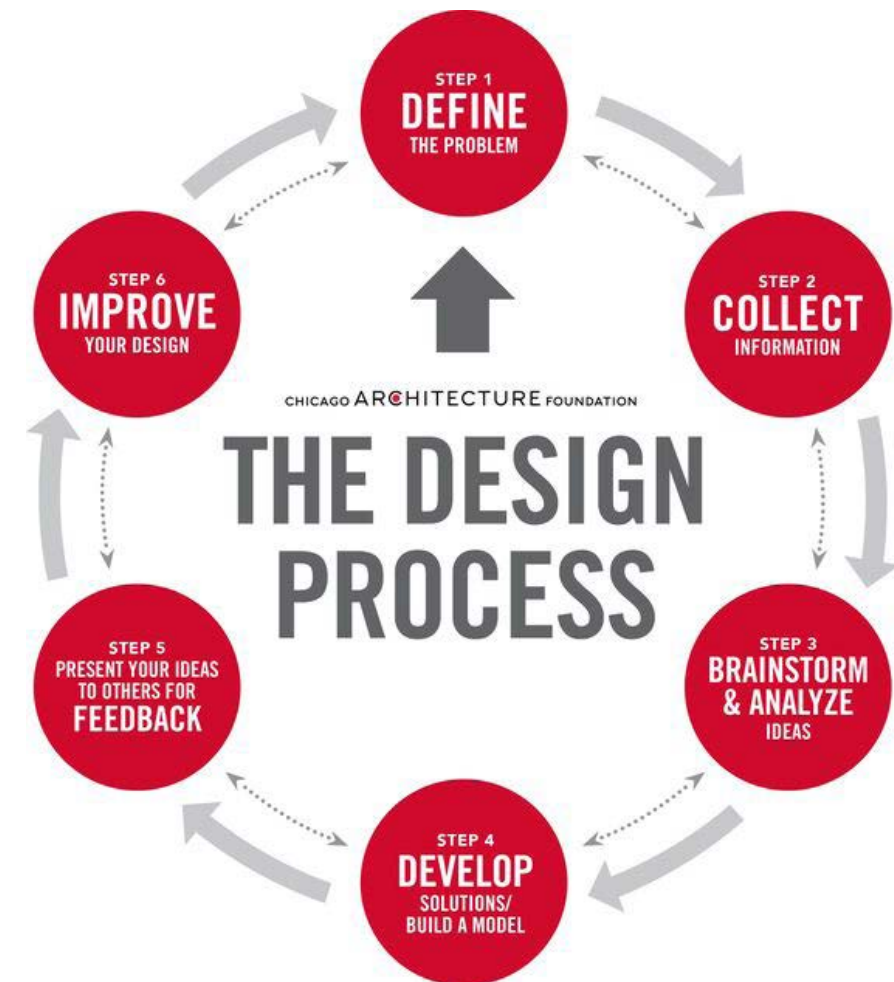 STEP 1
DEFINE
THE PROBLEM
STEP 2
COLLECT
INFORMATION
STEP 3
BRAINSTORM
& ANALYZE
IDEAS
STEP 4
DEVELOP
SOLUTIONS/
BUILD A MODEL
STEP 5
PRESENT YOUR IDEAS
TO OTHERS FOR
FEEDBACK
STEP 6
IMPROVE
YOUR DESIGN
CHICAGO ARCHITECTURE FOUNDATION
THE DESIGN
PROCESS